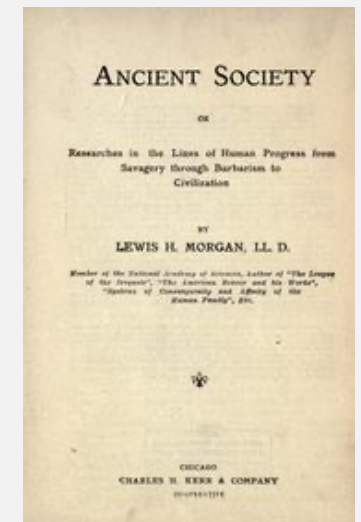 ANCIENT SOCIETY
OR
Researches in the Lines of Human Progress from
Savagery through Barbarism to
Civilization
BY
LEWIS H. MORGAN, LL. D.
Member of the National Academy of Sciences, Author of "The League
of the Iroquois", "The American Beaver and his Works",
"Systems of Consanguinity and Affinity of the
Human Family", Etc.
CHICAGO
CHARLES H. KERR & COMPANY
CO-OPERATIVE